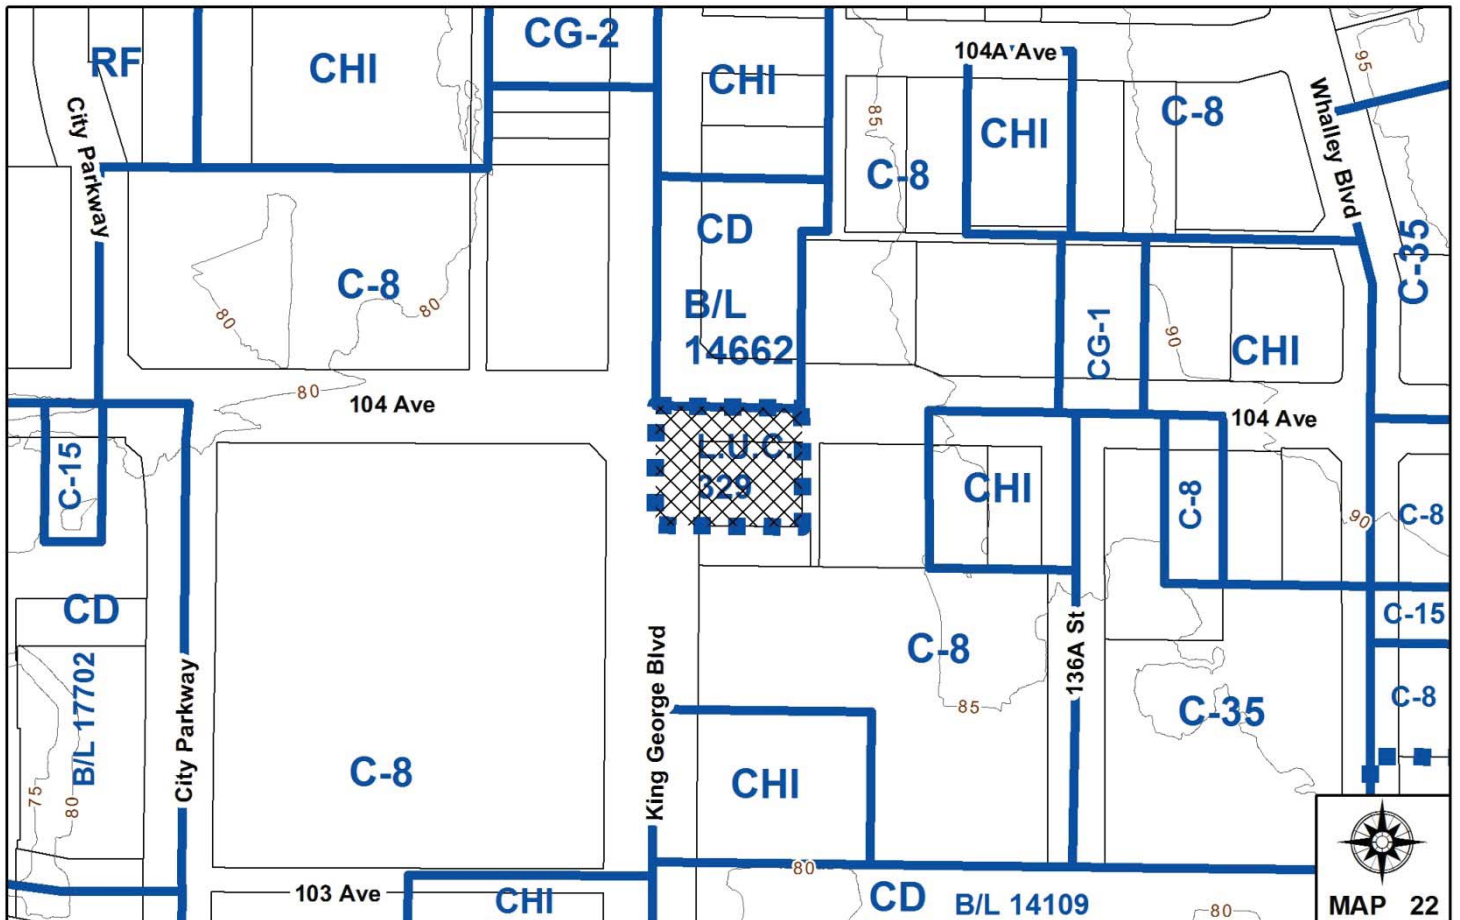 CG-2
RF
CHI
CHI
104A Ave
95
C-8
85
CHI
Whalley Blvd
City Parkway
C-8
CD
C-35
C-8
80
80
B/L
14662
CG-1
90
CHI
80
104 Ave
104 Ave
C-15
L.U.C.
329
CHI
C-8
90
C-8
CD
C-15
C-8
136A St
B/L 17702
King George Blvd
City Parkway
85
C-35
C-8
C-8
CHI
75
80
80
103 Ave
CHI
CD
B/L 14109
80
MAP 22